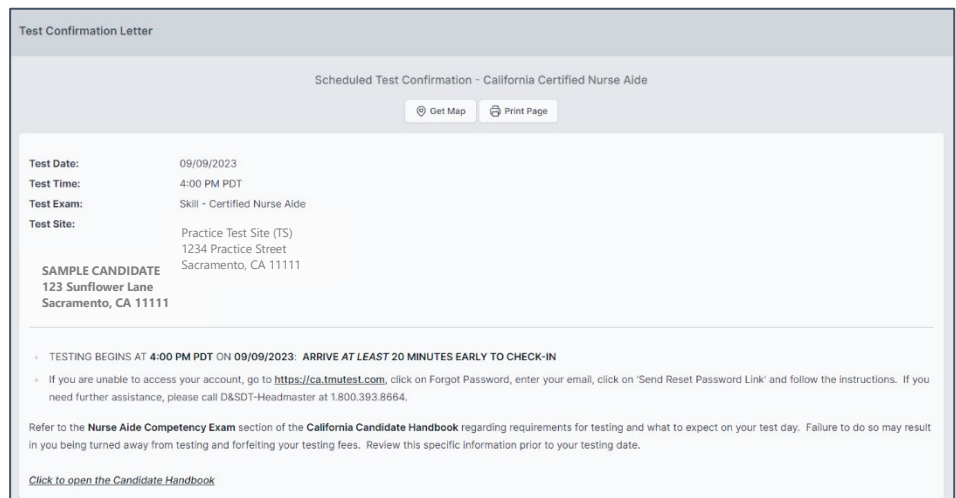 Test Confirmation Letter
Scheduled Test Confirmation - California Certified Nurse Aide
Get Map Print Page
Test Date: 09/09/2023
Test Time: 4:00 PM PDT
Test Exam: Skill - Certified Nurse Aide
Test Site:
Practice Test Site (TS)
1234 Practice Street
Sacramento, CA 11111
SAMPLE CANDIDATE
123 Sunflower Lane
Sacramento, CA 11111
TESTING BEGINS AT 4:00 PM PDT ON 09/09/2023: ARRIVE AT LEAST 20 MINUTES EARLY TO CHECK-IN
If you are unable to access your account, go to https://ca.tmutest.com, click on Forgot Password, enter your email, click on 'Send Reset Password Link' and follow the instructions. If you
need further assistance, please call D&SDT-Headmaster at 1.800.393.8664.
Refer to the Nurse Aide Competency Exam section of the California Candidate Handbook regarding requirements for testing and what to expect on your test day. Failure to do so may result
in you being turned away from testing and forfeiting your testing fees. Review this specific information prior to your testing date.
Click to open the Candidate Handbook